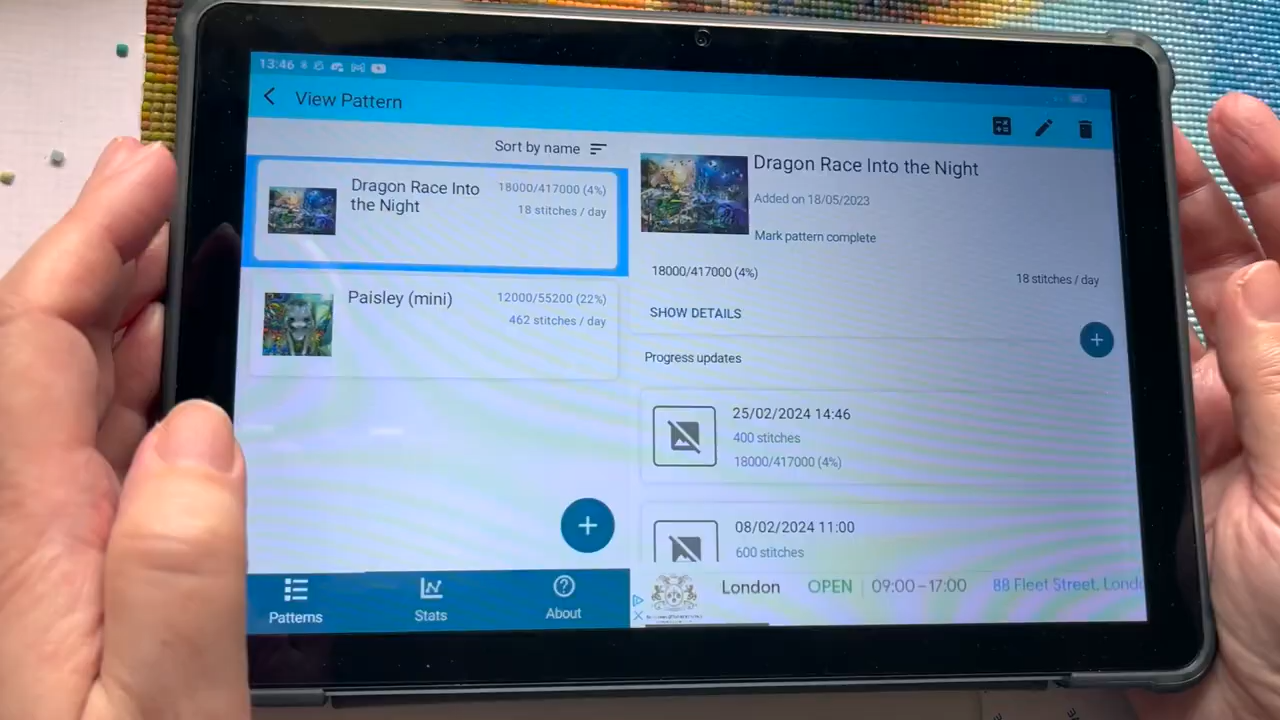 13:46
View Pattern
Sort by name
Dragon Race Into
the Night
18000/417000 (4%)
18 stitches / day
Paisley (mini)
12000/55200 (22%)
462 stitches / day
Patterns
Stats
About
Dragon Race Into the Night
Added on 18/05/2023
Mark pattern complete
18000/417000 (4%)
18 stitches / day
SHOW DETAILS
Progress updates
25/02/2024 14:46
400 stitches
18000/417000 (4%)
08/02/2024 11:00
600 stitches
London OPEN 09:00–17:00 88 Fleet Street, Lond